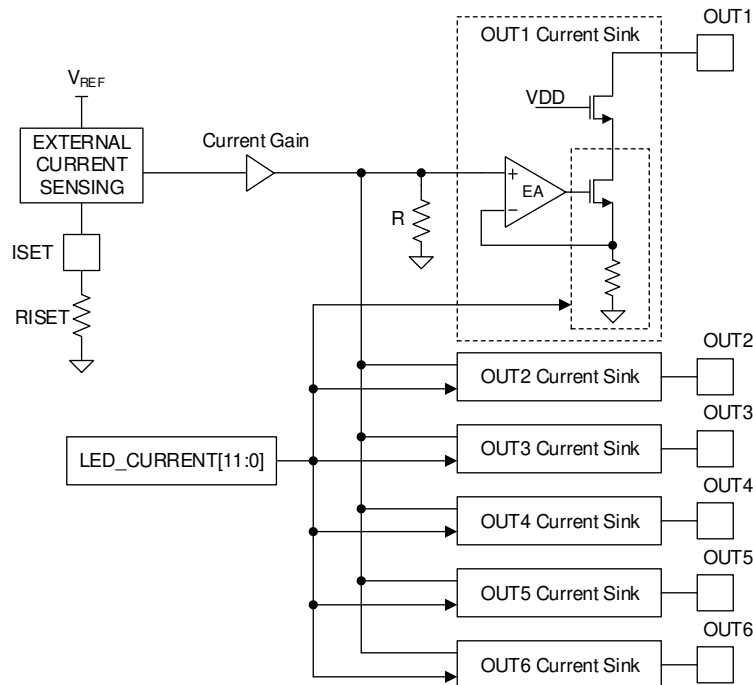 OUT1
OUT1 Current Sink
VREF
VDD
EXTERNAL
CURRENT
SENSING
Current Gain
+
EA
−
R
ISET
RISET
OUT2
OUT2 Current Sink
OUT3
OUT3 Current Sink
LED_CURRENT[11:0]
OUT4
OUT4 Current Sink
OUT5
OUT5 Current Sink
OUT6
OUT6 Current Sink